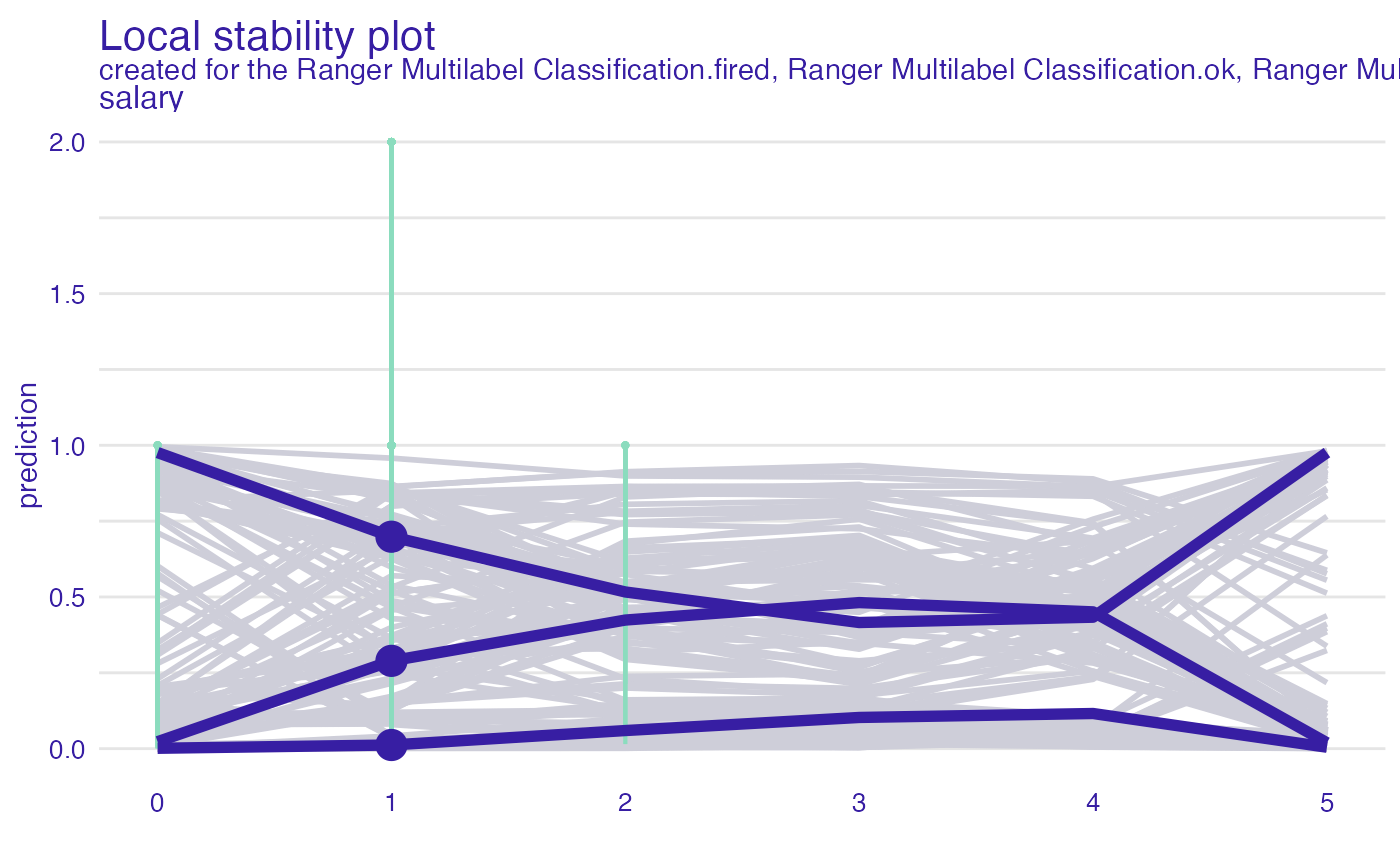 Local stability plot
created for the Ranger Multilabel Classification.fired, Ranger Multilabel Classification.ok, Ranger Mul
salary
2.0
1.5
1.0
0.5
0.0
prediction
0 1 2 3 4 5